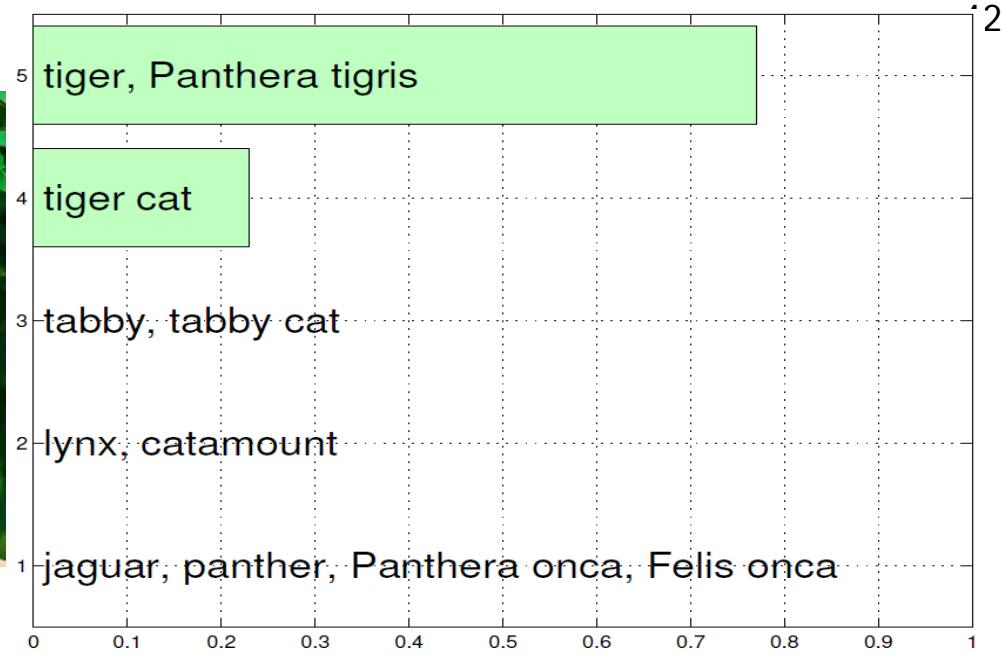 2
5 tiger, Panthera tigris
4 tiger cat
3 tabby, tabby cat
2 lynx, catamount
1 jaguar, panther, Panthera onca, Felis onca
0 0.1 0.2 0.3 0.4 0.5 0.6 0.7 0.8 0.9 1